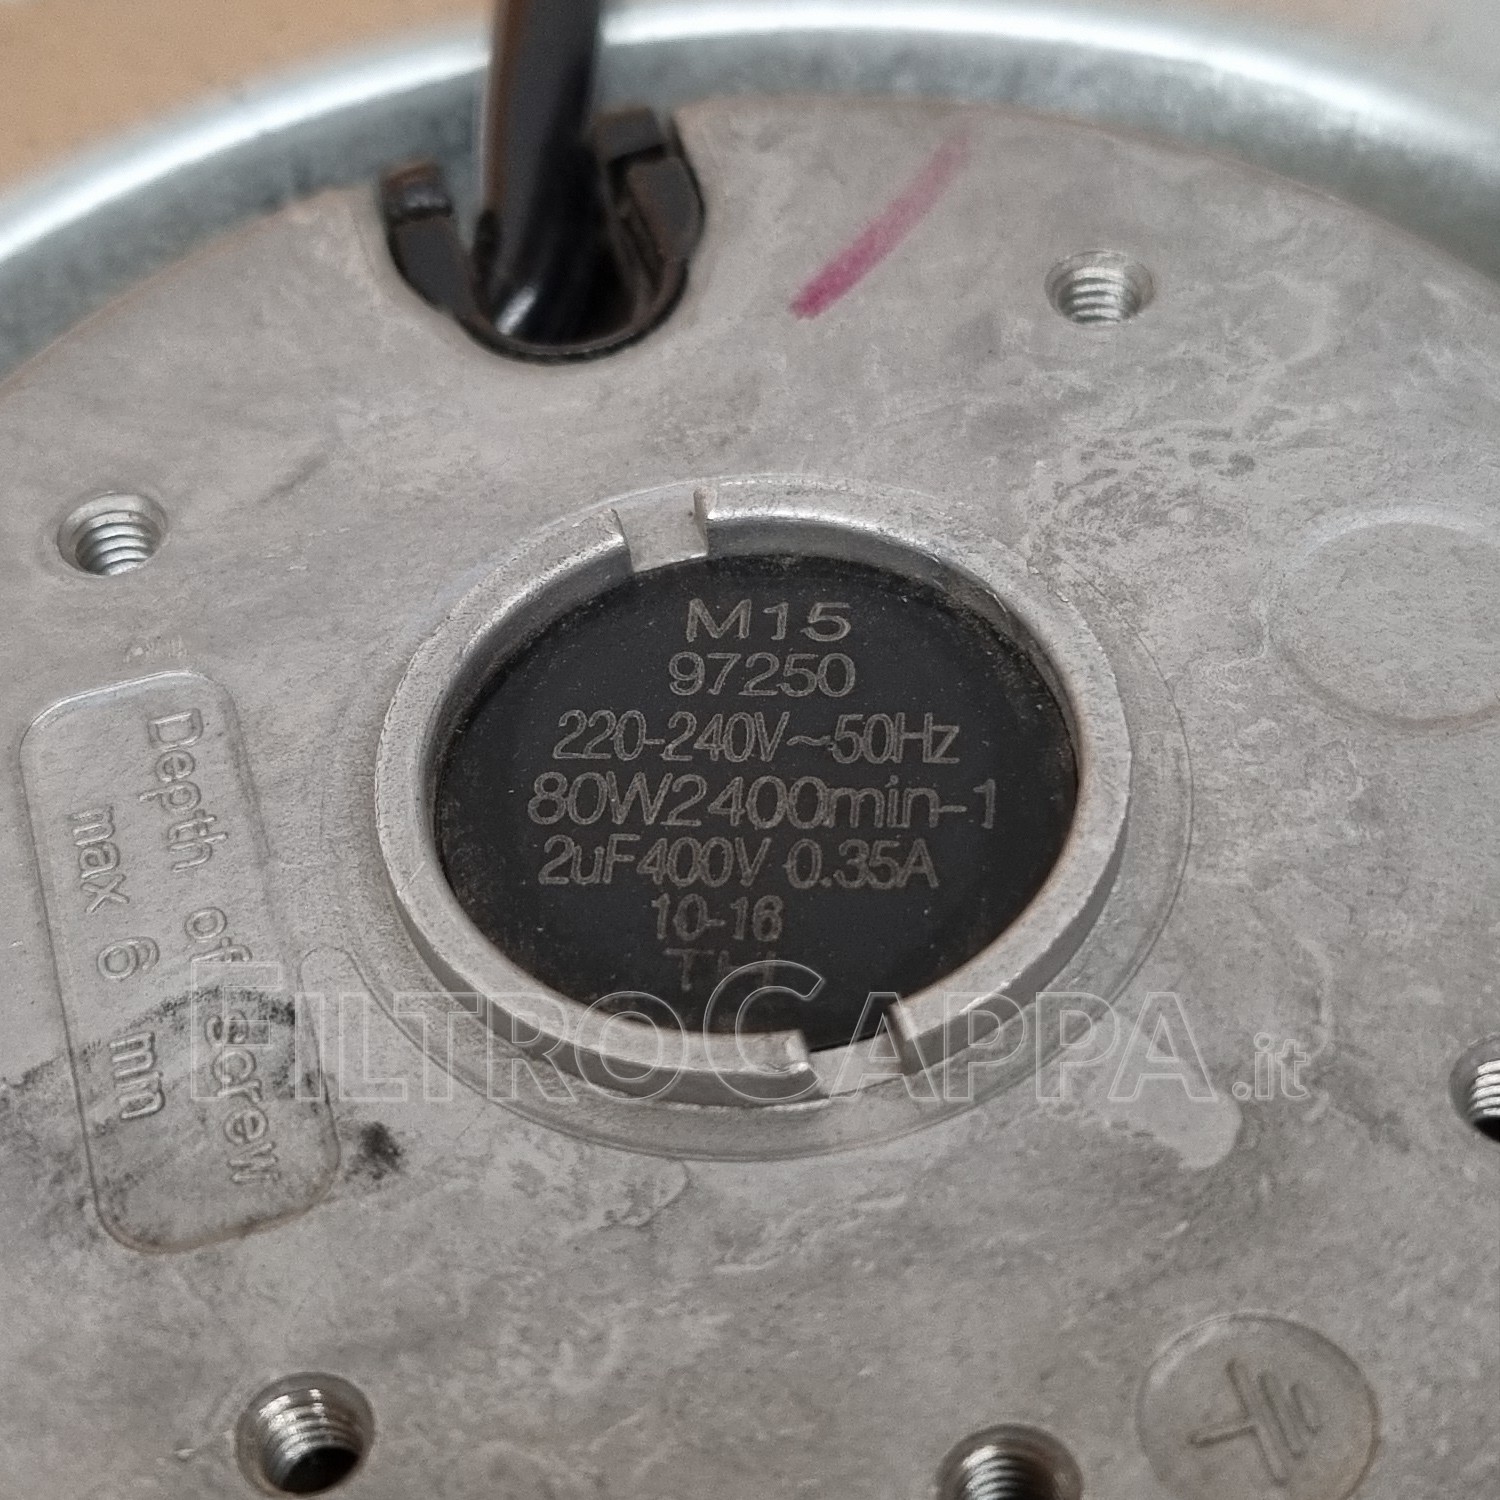 M15
97250
220-240V~50Hz
80W2400min-1
2uF400V 0.35A
10-16
Depth of screw
max 6 mm
FILTROCAPPA.it